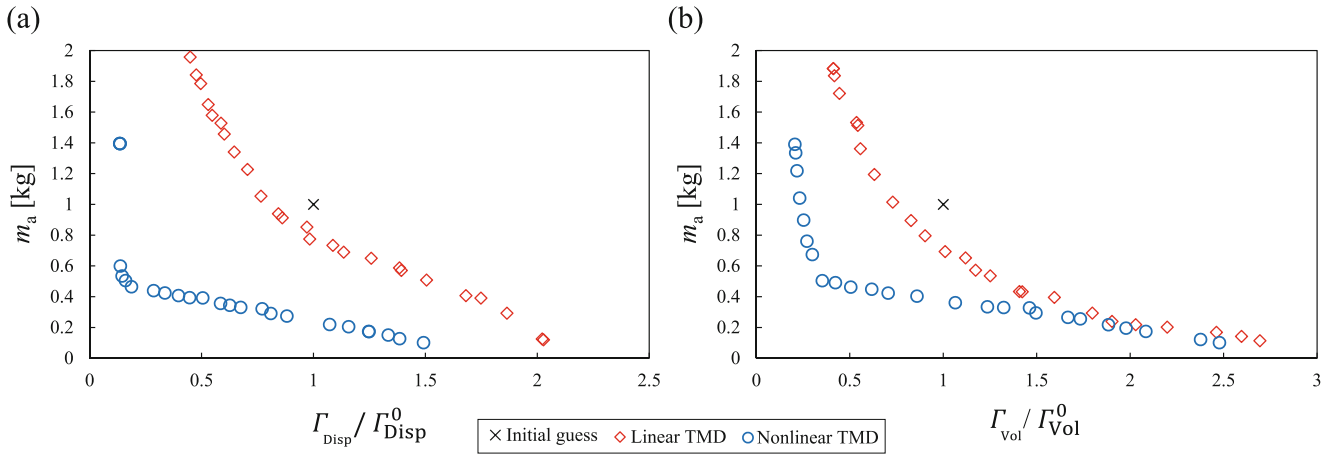 (a)
(b)
2
1.8
1.6
1.4
1.2
1
0.8
0.6
0.4
0.2
0
m_a [kg]
0 0.5 1 1.5 2 2.5
Γ_Disp / Γ^0_Disp
2
1.8
1.6
1.4
1.2
1
0.8
0.6
0.4
0.2
0
m_a [kg]
0 0.5 1 1.5 2 2.5 3
Γ_Vol / Γ^0_Vol
Initial guess Linear TMD Nonlinear TMD